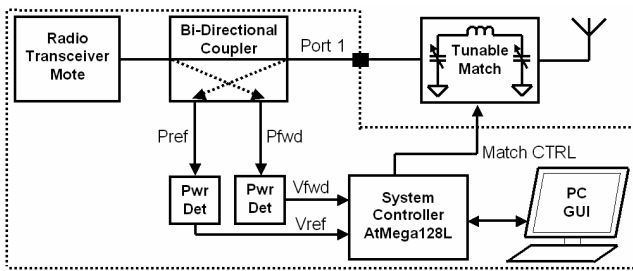 Radio
Transceiver
Mote
Bi-Directional
Coupler
Port 1
Tunable
Match
Pref
Pfwd
Match CTRL
Pwr
Det
Pwr
Det
Vfwd
Vref
System
Controller
AtMega128L
PC
GUI